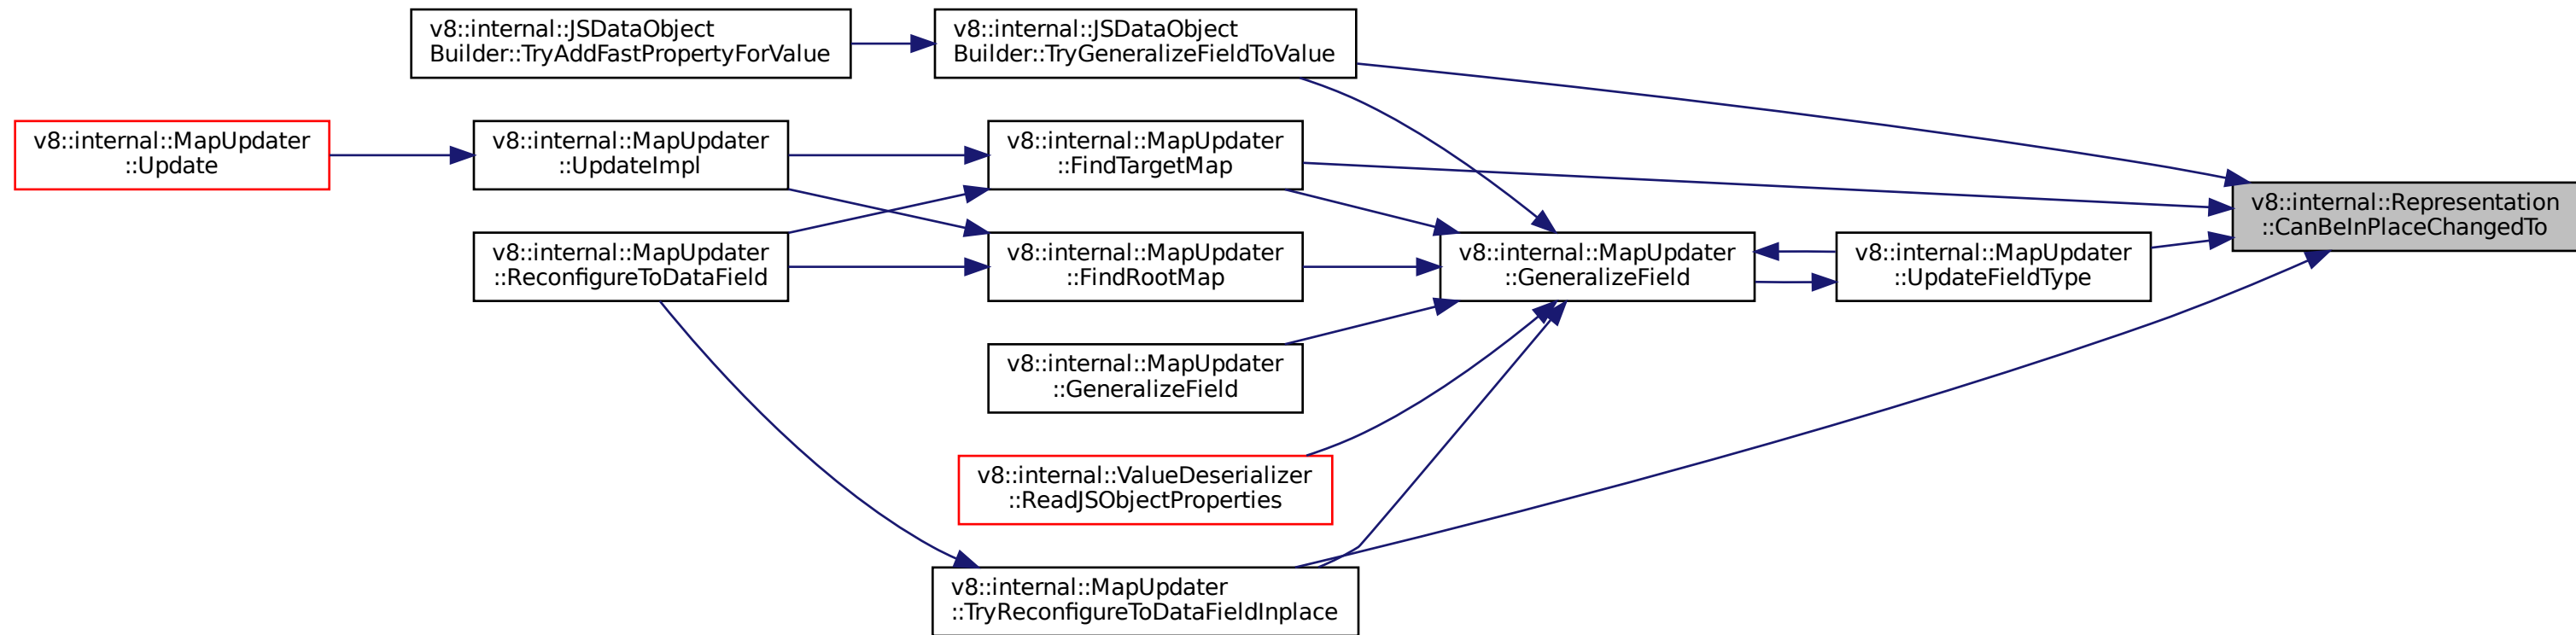 v8::internal::JSDataObject
Builder::TryAddFastPropertyForValue
v8::internal::JSDataObject
Builder::TryGeneralizeFieldToValue
v8::internal::MapUpdater
::Update
v8::internal::MapUpdater
::UpdateImpl
v8::internal::MapUpdater
::FindTargetMap
v8::internal::Representation
::CanBeInPlaceChangedTo
v8::internal::MapUpdater
::ReconfigureToDataField
v8::internal::MapUpdater
::FindRootMap
v8::internal::MapUpdater
::GeneralizeField
v8::internal::MapUpdater
::UpdateFieldType
v8::internal::MapUpdater
::GeneralizeField
v8::internal::ValueDeserializer
::ReadJSObjectProperties
v8::internal::MapUpdater
::TryReconfigureToDataFieldInplace